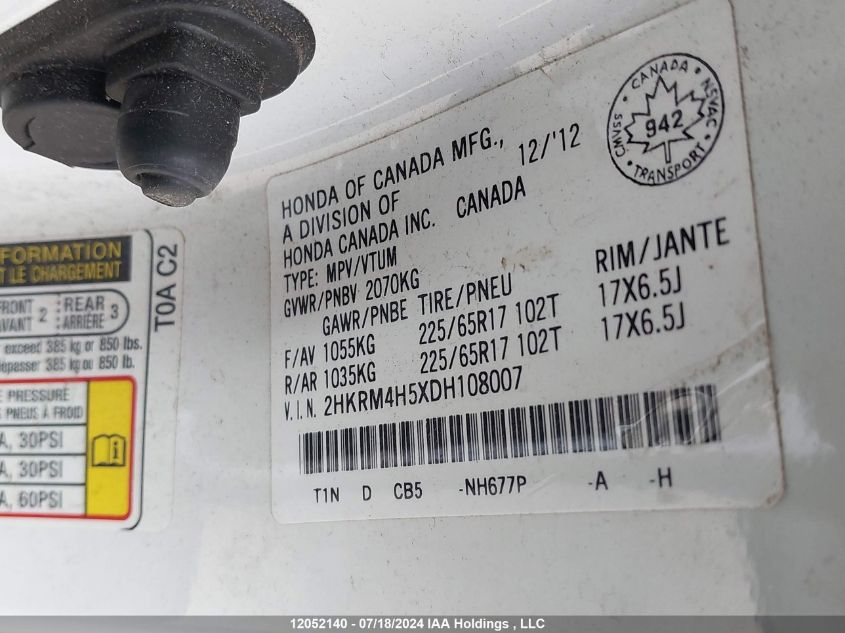 HONDA OF CANADA MFG., 12/'12
A DIVISION OF
HONDA CANADA INC. CANADA
TYPE: MPV/VTUM
GVWR/PNBV 2070KG
GAWR/PNBE TIRE/PNEU RIM/JANTE
F/AV 1055KG 225/65R17 102T 17X6.5J
R/AR 1035KG 225/65R17 102T 17X6.5J
V.I.N. 2HKRM4H5XDH108007
T1N D CB5 -NH677P -A -H
CANADA
NSVAC
942
CMVSS
TRANSPORT
FORMATION
T LE CHARGEMENT
FRONT 2 REAR 3
AVANT ARRIÈRE
exceed 385 kg or 850 lbs.
dépasser 385 kg ou 850 lb.
PRESSURE
PNEUS À FROID
A, 30PSI
A, 30PSI
A, 60PSI
T0A C2
12052140 - 07/18/2024 IAA Holdings , LLC